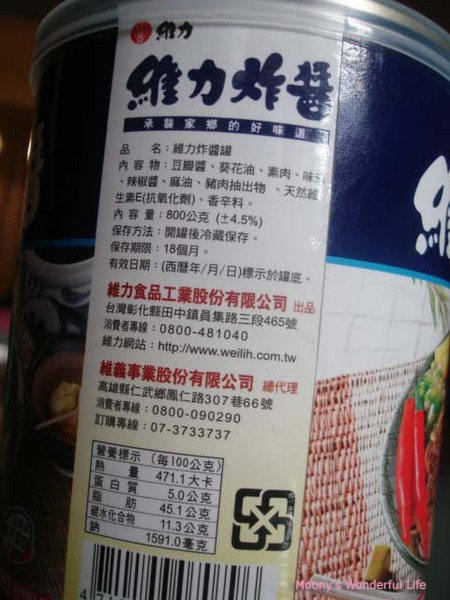 維力
維力炸醬
承襲家鄉的好味道
品　　名：維力炸醬罐
內 容 物：豆瓣醬、葵花油、素肉、味
、辣椒醬、麻油、豬肉抽出物、天然維
生素E(抗氧化劑)、香辛料。
內 容 量：800公克 (±4.5%)
保存方法：開罐後冷藏保存。
保存期限：18個月。
有效日期：(西曆年/月/日)標示於罐底。
維力食品工業股份有限公司 出品
台灣彰化縣田中鎮員集路三段465號
消費者專線：0800-481040
維力網站：http://www.weilih.com.tw
維義事業股份有限公司 總代理
高雄縣仁武鄉鳳仁路307巷66號
消費者專線：0800-090290
訂購專線：07-3733737
營養標示（每100公克）
熱　　量 471.1大卡
蛋 白 質 5.0公克
脂　　肪 45.1公克
碳水化合物 11.3公克
鈉 1591.0毫克
維
Moony's Wonderful Life